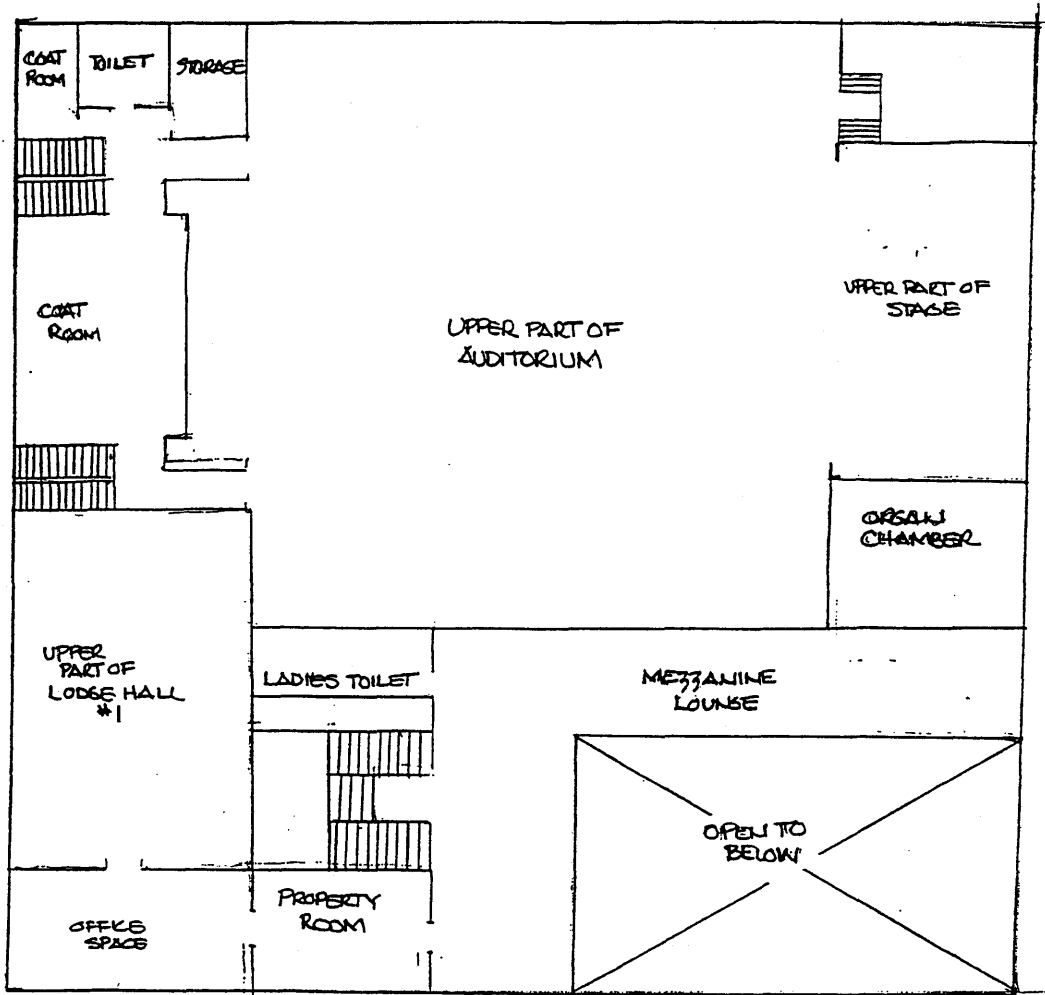 COAT
ROOM
TOILET
STORAGE
COAT
ROOM
UPPER PART OF
AUDITORIUM
UPPER PART OF
STAGE
ORGAN
CHAMBER
UPPER
PART OF
LODGE HALL
#1
LADIES TOILET
MEZZANINE
LOUNGE
OPEN TO
BELOW
PROPERTY
ROOM
OFFICE
SPACE